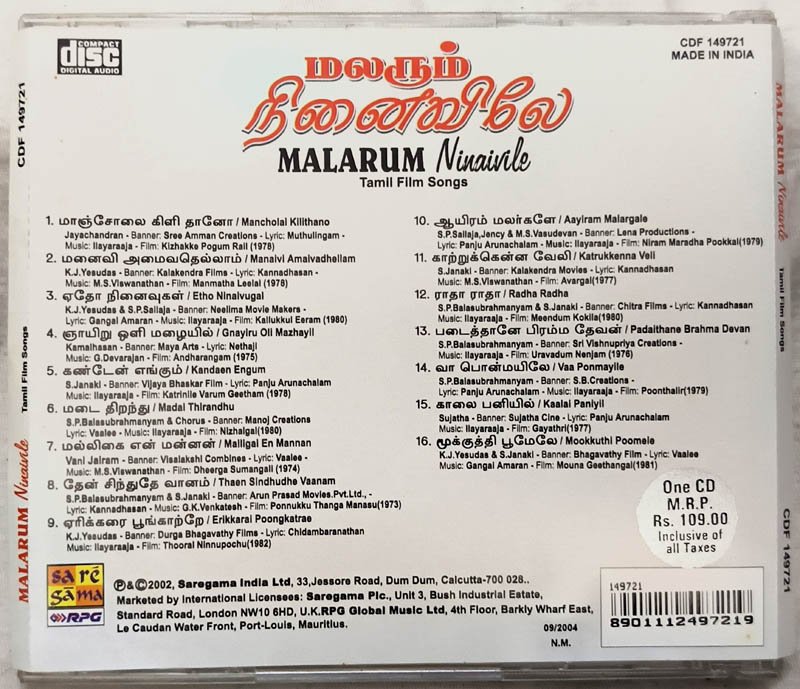 COMPACT
disc
DIGITAL AUDIO
மலரும்
நினைவிலே
MALARUM Ninaivile
Tamil Film Songs
CDF 149721
MADE IN INDIA
1. மாஞ்சோலை கிளி தானோ / Mancholai Kilithano
Jayachandran - Banner: Sree Amman Creations - Lyric: Muthulingam -
Music: Ilayaraaja - Film: Kizhakke Pogum Rail (1978)
2. மனைவி அமைவதெல்லாம் / Manaivi Amaivadhellam
K.J.Yesudas - Banner: Kalakendra Films - Lyric: Kannadhasan -
Music: M.S.Viswanathan - Film: Manmatha Leelai (1978)
3. ஏதோ நினைவுகள் / Etho Ninaivugal
K.J.Yesudas & S.P.Sailaja - Banner: Neelima Movie Makers -
Lyric: Gangai Amaran - Music: Ilayaraaja - Film: Kallukkul Eeram (1980)
4. ஞாயிறு ஒளி மழையில் / Gnayiru Oli Mazhayil
Kamalhasan - Banner: Maya Arts - Lyric: Nethaji
Music: G.Devarajan - Film: Andharangam (1975)
5. கண்டேன் எங்கும் / Kandaen Engum
S.Janaki - Banner: Vijaya Bhaskar Film - Lyric: Panju Arunachalam
Music: Ilayaraaja - Film: Katrinile Varum Geetham (1978)
6. மடை திறந்து / Madai Thirandhu
S.P.Balasubrahmanyam & Chorus - Banner: Manoj Creations
Lyric: Vaalee - Music: Ilayaraaja - Film: Nizhalgal (1980)
7. மல்லிகை என் மன்னன் / Malligai En Mannan
Vani Jairam - Banner: Visalakshi Combines - Lyric: Vaalee -
Music: M.S.Viswanathan - Film: Dheerga Sumangali (1974)
8. தேன் சிந்துதே வானம் / Thaen Sindhudhe Vaanam
S.P.Balasubrahmanyam & S.Janaki - Banner: Arun Prasad Movies.Pvt.Ltd., -
Lyric: Kannadhasan - Music: G.K.Venkatesh - Film: Ponnukku Thanga Manasu(1973)
9. ஏரிக்கரை பூங்காற்றே / Erikkarai Poongkatrae
K.J.Yesudas - Banner: Durga Bhagavathy Films - Lyric: Chidambaranathan
Music: Ilayaraaja - Film: Thooral Ninnupochu(1982)
10. ஆயிரம் மலர்களே / Aayiram Malargale
S.P.Sailaja,Jency & M.S.Vasudevan - Banner: Lena Productions -
Lyric: Panju Arunachalam - Music: Ilayaraaja - Film: Niram Maradha Pookkal(1979)
11. காற்றுக்கென்ன வேலி / Katrukkenna Veli
S.Janaki - Banner: Kalakendra Movies - Lyric: Kannadhasan
Music: M.S.Viswanathan - Film: Avargal(1977)
12. ராதா ராதா / Radha Radha
S.P.Balasubrahmanyam & S.Janaki - Banner: Chitra Films - Lyric: Kannadhasan
Music: Ilayaraaja - Film: Meendum Kokila(1980)
13. படைத்தானே பிரம்ம தேவன் / Padaithane Brahma Devan
S.P.Balasubrahmanyam - Banner: Sri Vishnupriya Creations -
Music: Ilayaraaja - Film: Uravadum Nenjam (1976)
14. வா பொன்மயிலே / Vaa Ponmayile
S.P.Balasubrahmanyam - Banner: S.B.Creations -
Lyric: Panju Arunachalam - Music: Ilayaraaja - Film: Poonthalir(1979)
15. காலை பனியில் / Kaalai Paniyil
Sujatha - Banner: Sujatha Cine - Lyric: Panju Arunachalam
Music: Ilayaraaja - Film: Gayathri(1977)
16. மூக்குத்தி பூமேலே / Mookkuthi Poomele
K.J.Yesudas & S.Janaki - Banner: Bhagavathy Film - Lyric: Vaalee
Music: Gangai Amaran - Film: Mouna Geethangal(1981)
One CD
M.R.P.
Rs. 109.00
Inclusive of
all Taxes
sa rē
gāma
RPG
℗&©2002, Saregama India Ltd, 33,Jessore Road, Dum Dum, Calcutta-700 028..
Marketed by International Licensees: Saregama Plc., Unit 3, Bush Industrial Estate,
Standard Road, London NW10 6HD, U.K.RPG Global Music Ltd, 4th Floor, Barkly Wharf East,
Le Caudan Water Front, Port-Louis, Mauritius.
09/2004
N.M.
149721
8901112497219
CDF 149721
Tamil Film Songs
MALARUM Ninaivile
MALARUM Ninaivile
Tamil Film Songs
CDF 149721